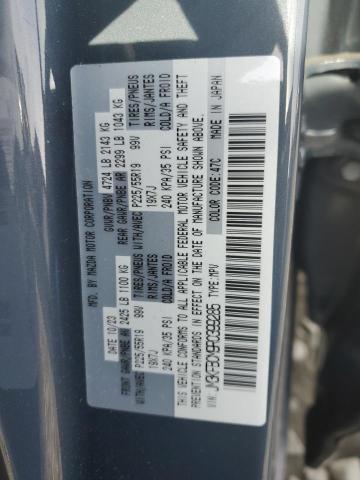 MFD. BY MAZDA MOTOR CORPORATION
DATE: 10/23 GVWR/PNBV 4724 LB 2143 KG
FRONT GAWR/PNBE AV 2425 LB 1100 KG REAR GAWR/PNBE AR 2299 LB 1043 KG
WITH/AVEC P225/55R19 99V TIRES/PNEUS WITH/AVEC P225/55R19 99V TIRES/PNEUS
19X7J RIMS/JANTES 19X7J RIMS/JANTES
240 KPA/35 PSI COLD/A FROID 240 KPA/35 PSI COLD/A FROID
THIS VEHICLE CONFORMS TO ALL APPLICABLE FEDERAL MOTOR VEHICLE SAFETY AND THEFT
PREVENTION STANDARDS IN EFFECT ON THE DATE OF MANUFACTURE SHOWN ABOVE.
MADE IN JAPAN
COLOR CODE:47C
V.I.N.: TYPE:MPV